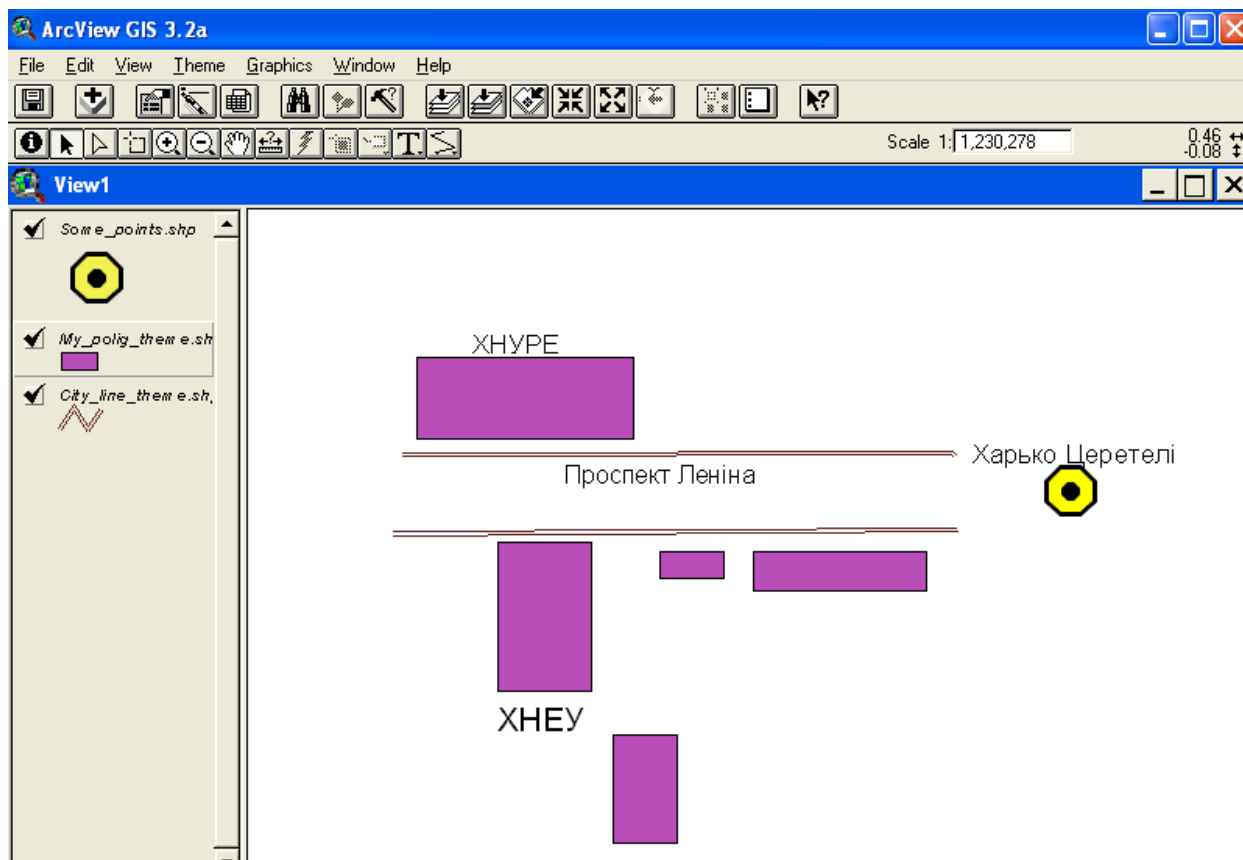 ArcView GIS 3.2a
File Edit View Theme Graphics Window Help
Scale 1: 1,230,278
0.46
-0.08
View1
Some_points.shp
My_polig_theme.sh
City_line_theme.sh,
ХНУРЕ
Харько Церетелі
Проспект Леніна
ХНЕУ